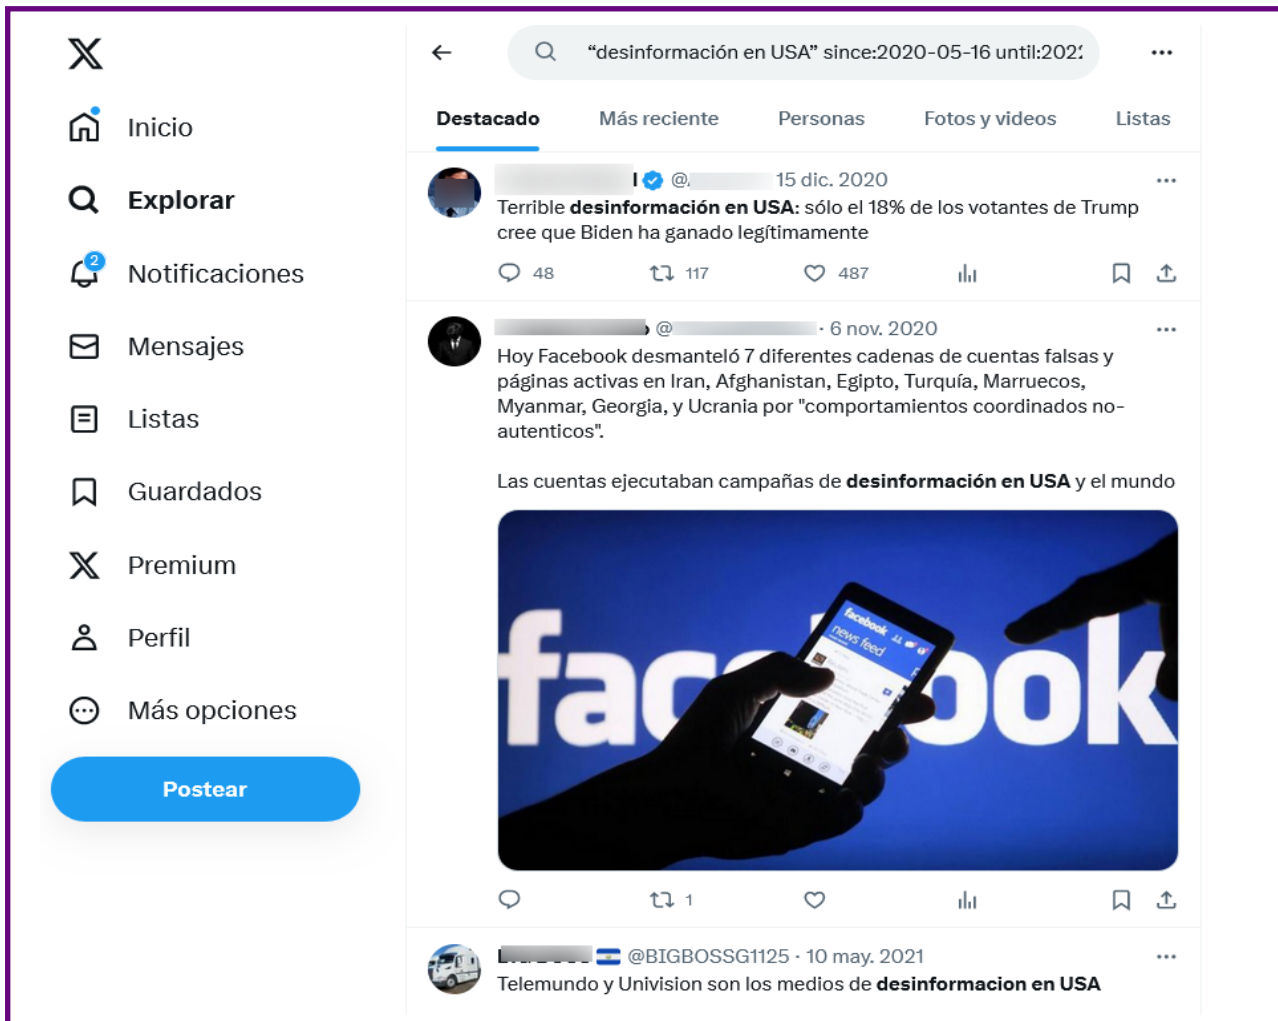 “desinformación en USA” since:2020-05-16 until:202
Destacado Más reciente Personas Fotos y videos Listas
Inicio
Explorar
2
Notificaciones
Mensajes
Listas
Guardados
Premium
Perfil
Más opciones
Postear
@ 15 dic. 2020
Terrible desinformación en USA: sólo el 18% de los votantes de Trump
cree que Biden ha ganado legítimamente
48 117 487
@ · 6 nov. 2020
Hoy Facebook desmanteló 7 diferentes cadenas de cuentas falsas y
páginas activas en Iran, Afghanistan, Egipto, Turquía, Marruecos,
Myanmar, Georgia, y Ucrania por "comportamientos coordinados no-
autenticos".
Las cuentas ejecutaban campañas de desinformación en USA y el mundo
facebook
facebook
news feed
1
@BIGBOSSG1125 · 10 may. 2021
Telemundo y Univision son los medios de desinformacion en USA